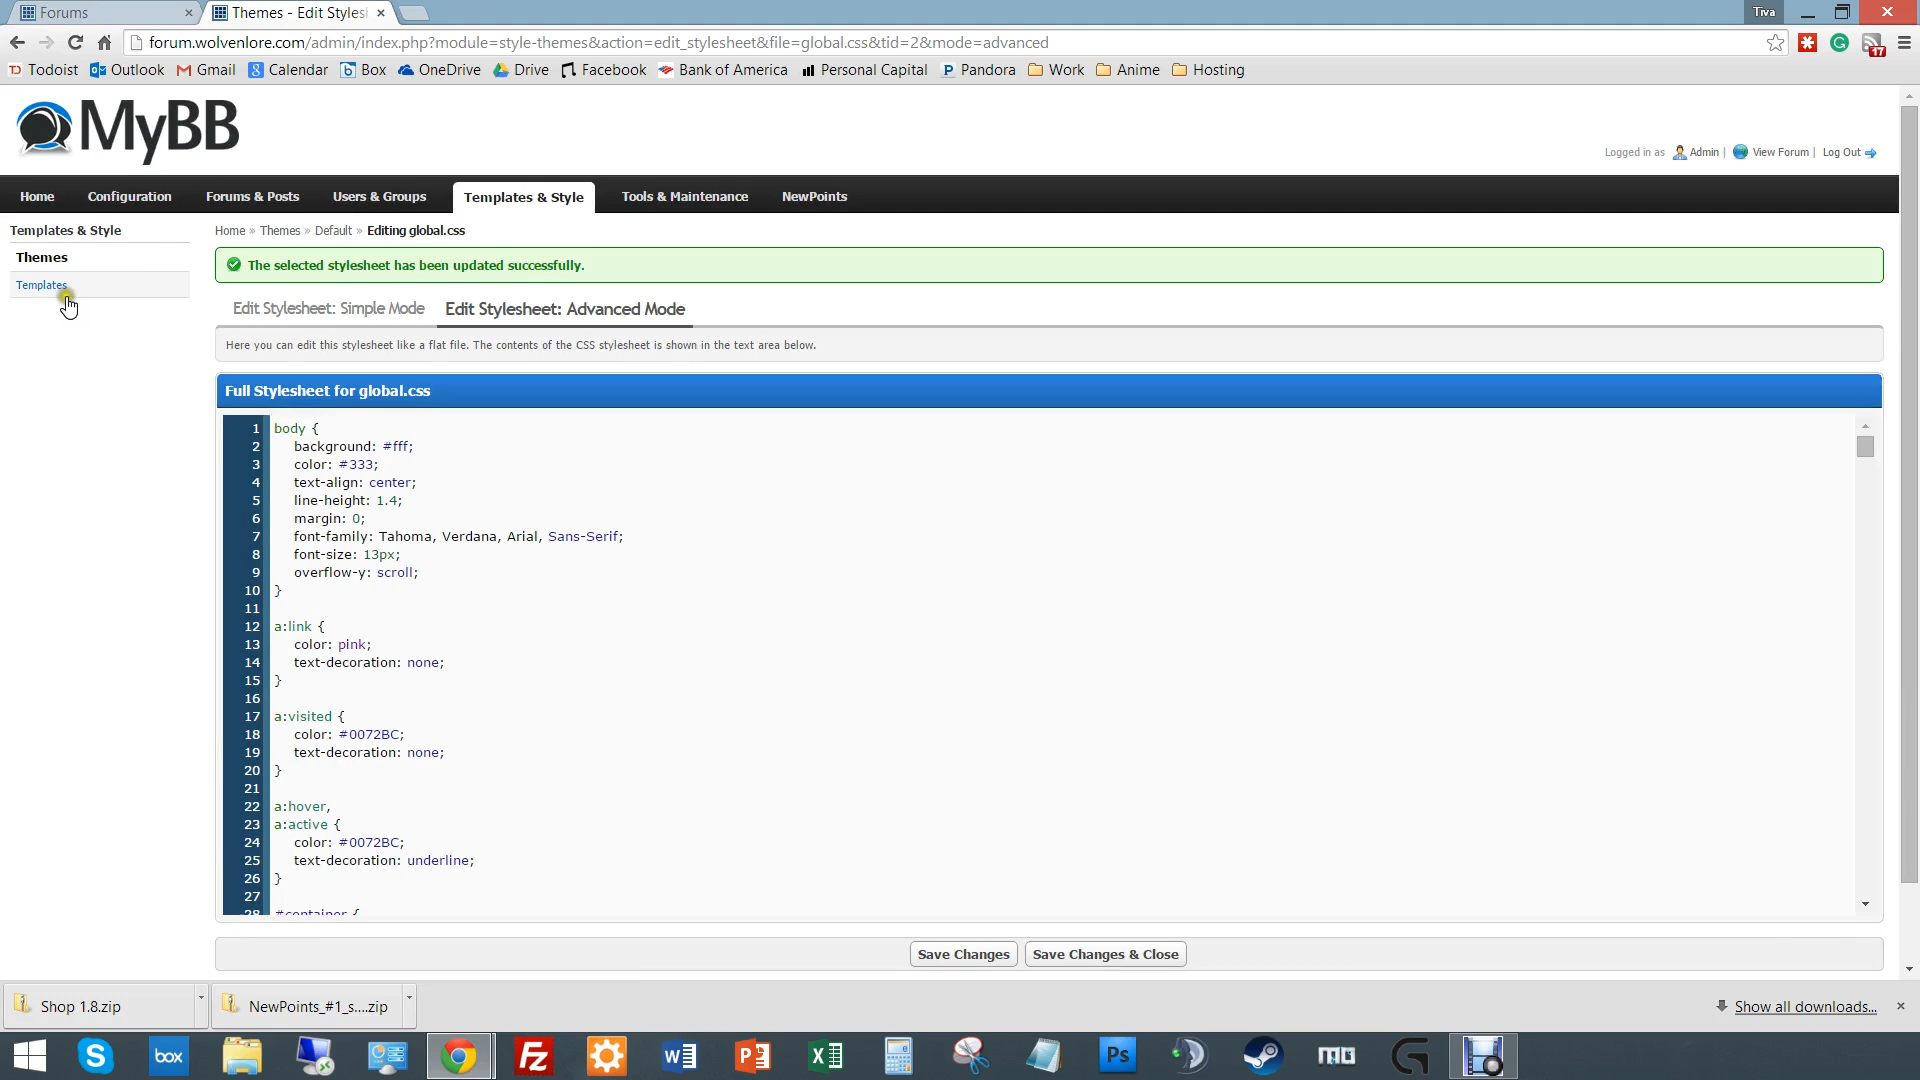 Forums
Themes - Edit Styles
Tiva
forum.wolvenlore.com/admin/index.php?module=style-themes&action=edit_stylesheet&file=global.css&tid=2&mode=advanced
17
Todoist Outlook Gmail Calendar Box OneDrive Drive Facebook Bank of America Personal Capital Pandora Work Anime Hosting
MyBB
Logged in as Admin | View Forum | Log Out
Home Configuration Forums & Posts Users & Groups Templates & Style Tools & Maintenance NewPoints
Templates & Style
Themes
Templates
Home » Themes » Default » Editing global.css
The selected stylesheet has been updated successfully.
Edit Stylesheet: Simple Mode Edit Stylesheet: Advanced Mode
Here you can edit this stylesheet like a flat file. The contents of the CSS stylesheet is shown in the text area below.
Full Stylesheet for global.css
1 body {
2 background: #fff;
3 color: #333;
4 text-align: center;
5 line-height: 1.4;
6 margin: 0;
7 font-family: Tahoma, Verdana, Arial, Sans-Serif;
8 font-size: 13px;
9 overflow-y: scroll;
10 }
11
12 a:link {
13 color: pink;
14 text-decoration: none;
15 }
16
17 a:visited {
18 color: #0072BC;
19 text-decoration: none;
20 }
21
22 a:hover,
23 a:active {
24 color: #0072BC;
25 text-decoration: underline;
26 }
27
28 #container {
Save Changes Save Changes & Close
Shop 1.8.zip NewPoints_#1_s....zip Show all downloads...
box